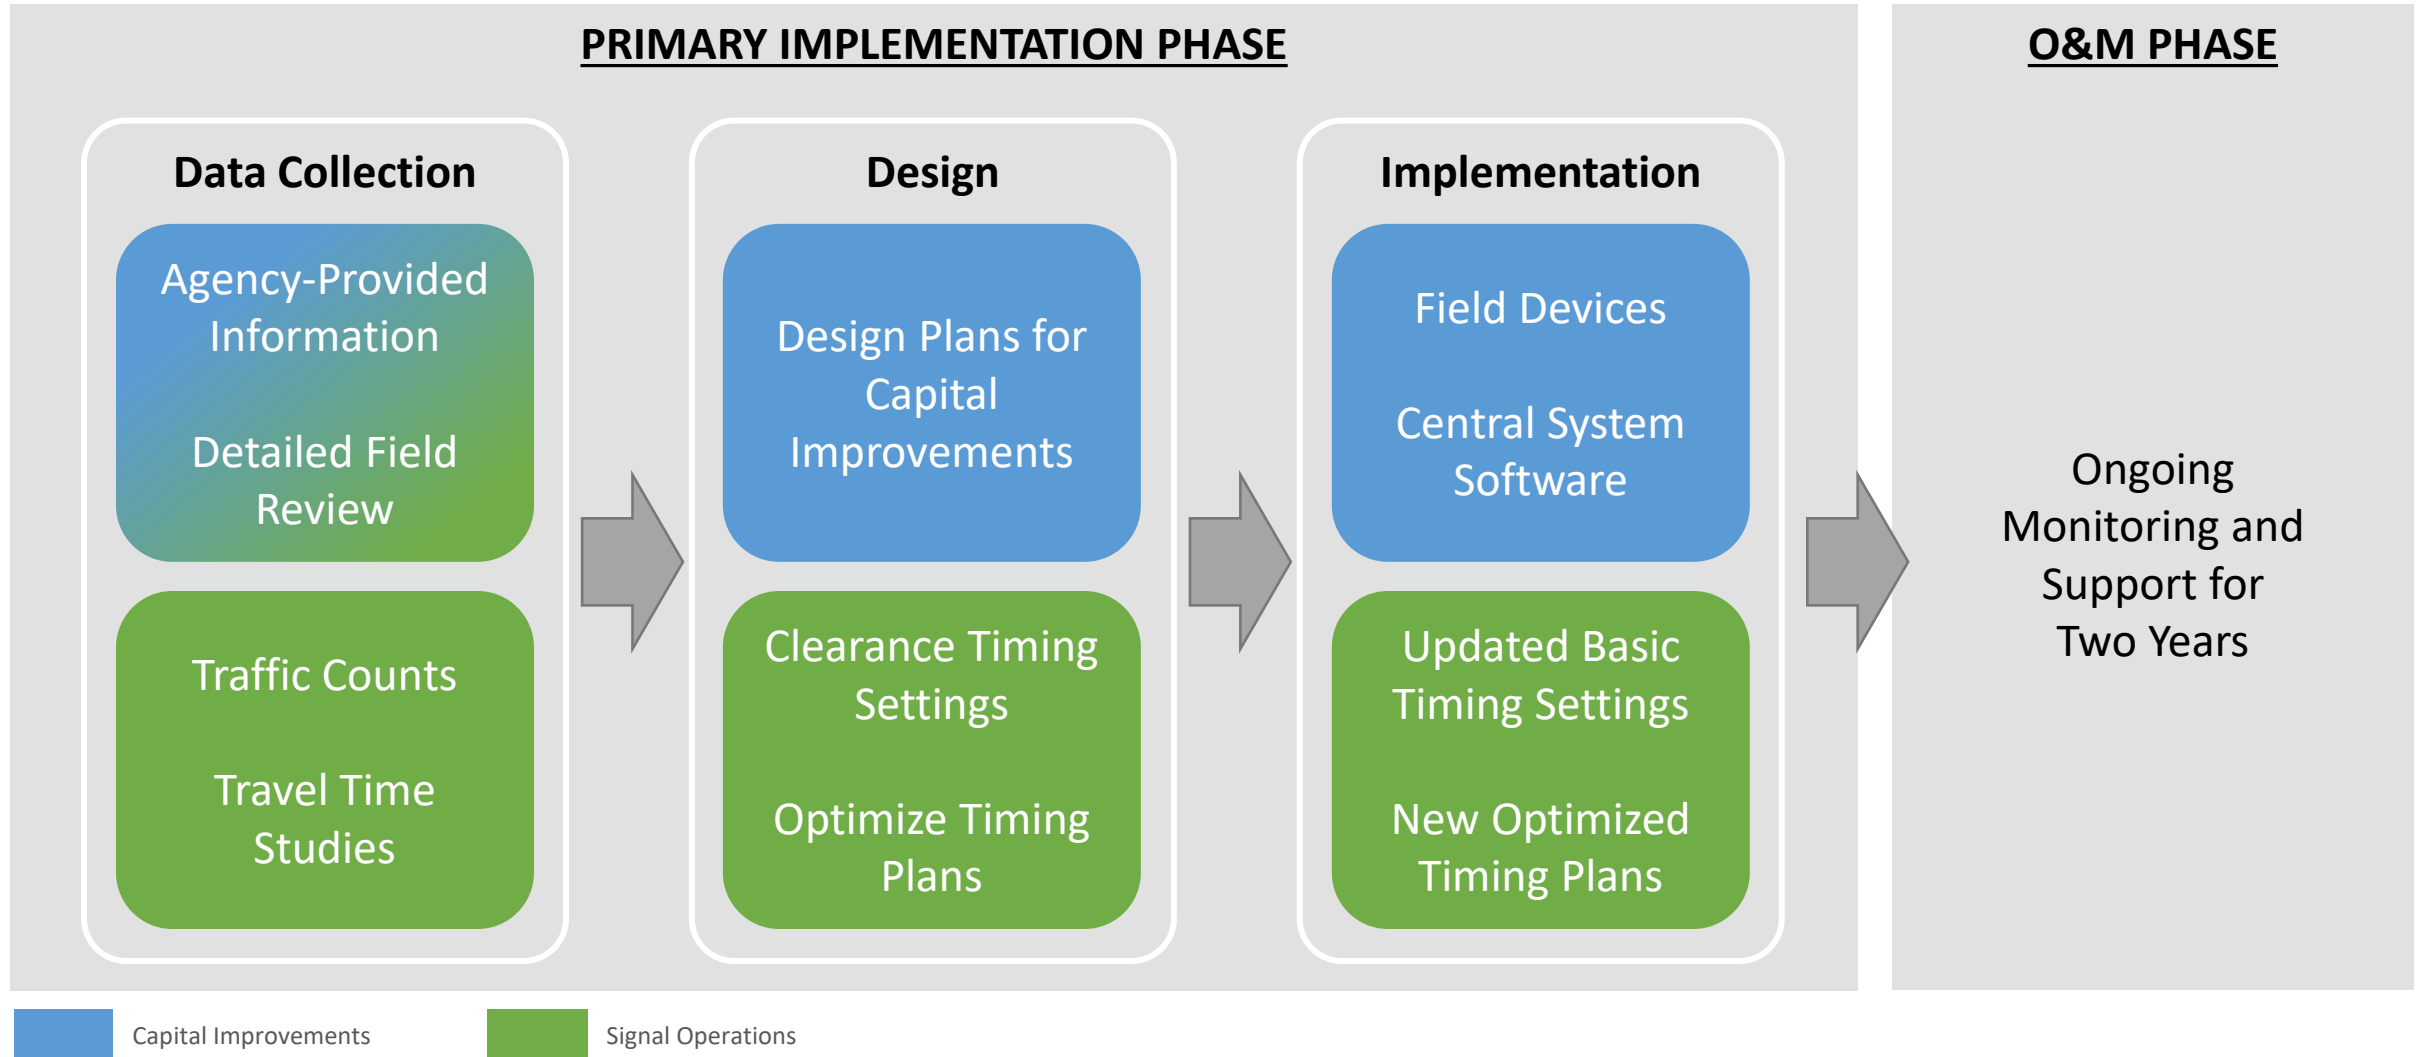 PRIMARY IMPLEMENTATION PHASE
Data Collection
Agency-Provided
Information
Detailed Field
Review
Traffic Counts
Travel Time
Studies
Design
Design Plans for
Capital
Improvements
Clearance Timing
Settings
Optimize Timing
Plans
Implementation
Field Devices
Central System
Software
Updated Basic
Timing Settings
New Optimized
Timing Plans
O&M PHASE
Ongoing
Monitoring and
Support for
Two Years
Capital Improvements
Signal Operations